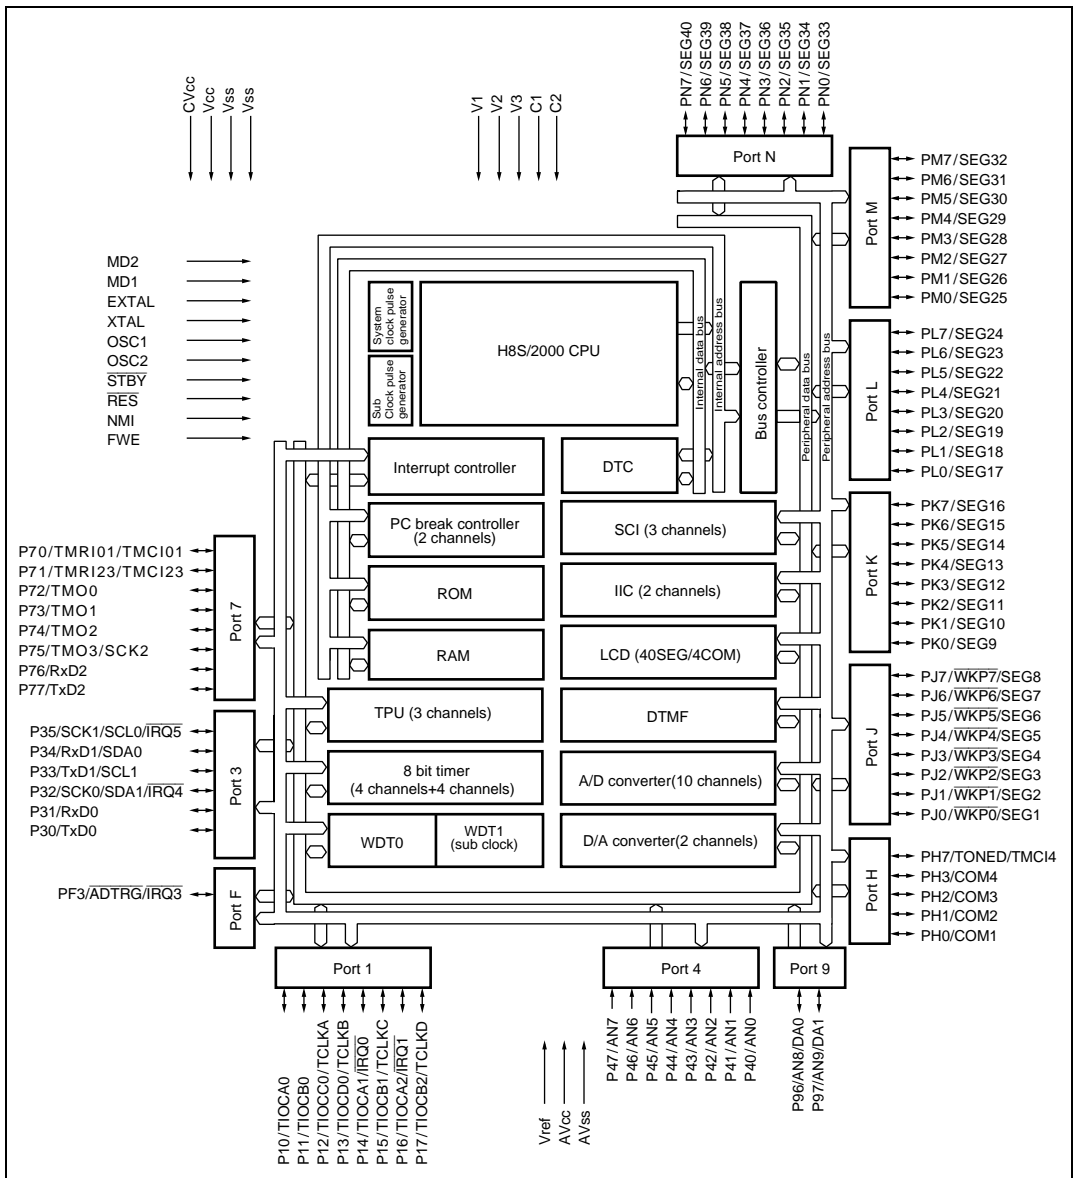 CVcc
Vcc
Vss
Vss
V1
V2
V3
C1
C2
PN7/SEG40
PN6/SEG39
PN5/SEG38
PN4/SEG37
PN3/SEG36
PN2/SEG35
PN1/SEG34
PN0/SEG33
Port N
Port M
PM7/SEG32
PM6/SEG31
PM5/SEG30
PM4/SEG29
PM3/SEG28
PM2/SEG27
PM1/SEG26
PM0/SEG25
MD2
MD1
EXTAL
XTAL
OSC1
OSC2
STBY
RES
NMI
FWE
System
clock pulse
generator
Sub
Clock pulse
generator
H8S/2000 CPU
Internal data bus
Internal address bus
Bus controller
Peripheral data bus
Peripheral address bus
Port L
PL7/SEG24
PL6/SEG23
PL5/SEG22
PL4/SEG21
PL3/SEG20
PL2/SEG19
PL1/SEG18
PL0/SEG17
Interrupt controller
DTC
PC break controller
(2 channels)
SCI (3 channels)
ROM
IIC (2 channels)
RAM
LCD (40SEG/4COM)
TPU (3 channels)
DTMF
8 bit timer
(4 channels+4 channels)
A/D converter(10 channels)
WDT0
WDT1
(sub clock)
D/A converter(2 channels)
Port K
PK7/SEG16
PK6/SEG15
PK5/SEG14
PK4/SEG13
PK3/SEG12
PK2/SEG11
PK1/SEG10
PK0/SEG9
P70/TMRI01/TMCI01
P71/TMRI23/TMCI23
P72/TMO0
P73/TMO1
P74/TMO2
P75/TMO3/SCK2
P76/RxD2
P77/TxD2
Port 7
Port J
PJ7/WKP7/SEG8
PJ6/WKP6/SEG7
PJ5/WKP5/SEG6
PJ4/WKP4/SEG5
PJ3/WKP3/SEG4
PJ2/WKP2/SEG3
PJ1/WKP1/SEG2
PJ0/WKP0/SEG1
P35/SCK1/SCL0/IRQ5
P34/RxD1/SDA0
P33/TxD1/SCL1
P32/SCK0/SDA1/IRQ4
P31/RxD0
P30/TxD0
Port 3
PF3/ADTRG/IRQ3
Port F
Port H
PH7/TONED/TMCI4
PH3/COM4
PH2/COM3
PH1/COM2
PH0/COM1
Port 1
Port 4
Port 9
P10/TIOCA0
P11/TIOCB0
P12/TIOCC0/TCLKA
P13/TIOCD0/TCLKB
P14/TIOCA1/IRQ0
P15/TIOCB1/TCLKC
P16/TIOCA2/IRQ1
P17/TIOCB2/TCLKD
Vref
AVcc
AVss
P47/AN7
P46/AN6
P45/AN5
P44/AN4
P43/AN3
P42/AN2
P41/AN1
P40/AN0
P96/AN8/DA0
P97/AN9/DA1